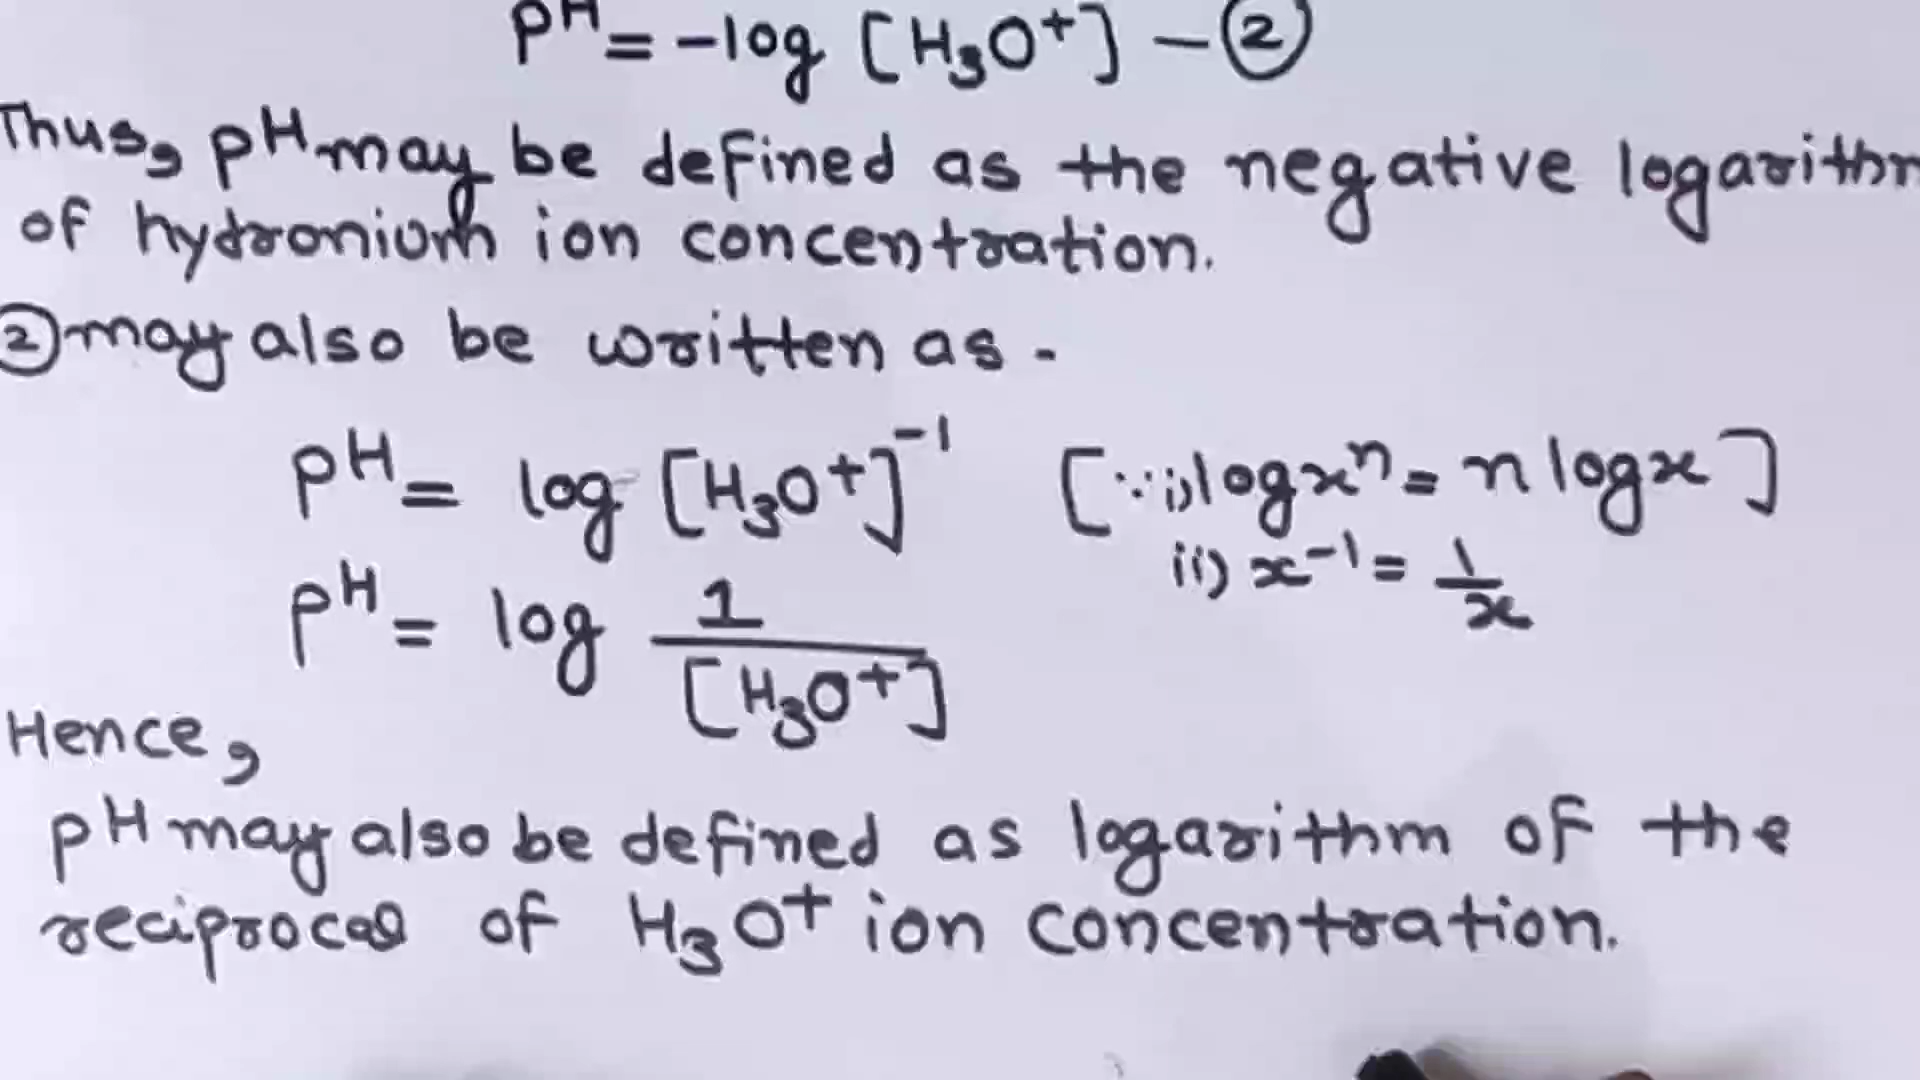 pH = -log [H₃O⁺] — ②
Thus, pH may be defined as the negative logarithm
of hydronium ion concentration.
② may also be written as -
pH = log [H₃O⁺]⁻¹ [∵ i) log xⁿ = n log x]
ii) x⁻¹ = 1/x
pH = log 1/[H₃O⁺]
Hence,
pH may also be defined as logarithm of the
reciprocal of H₃O⁺ ion concentration.